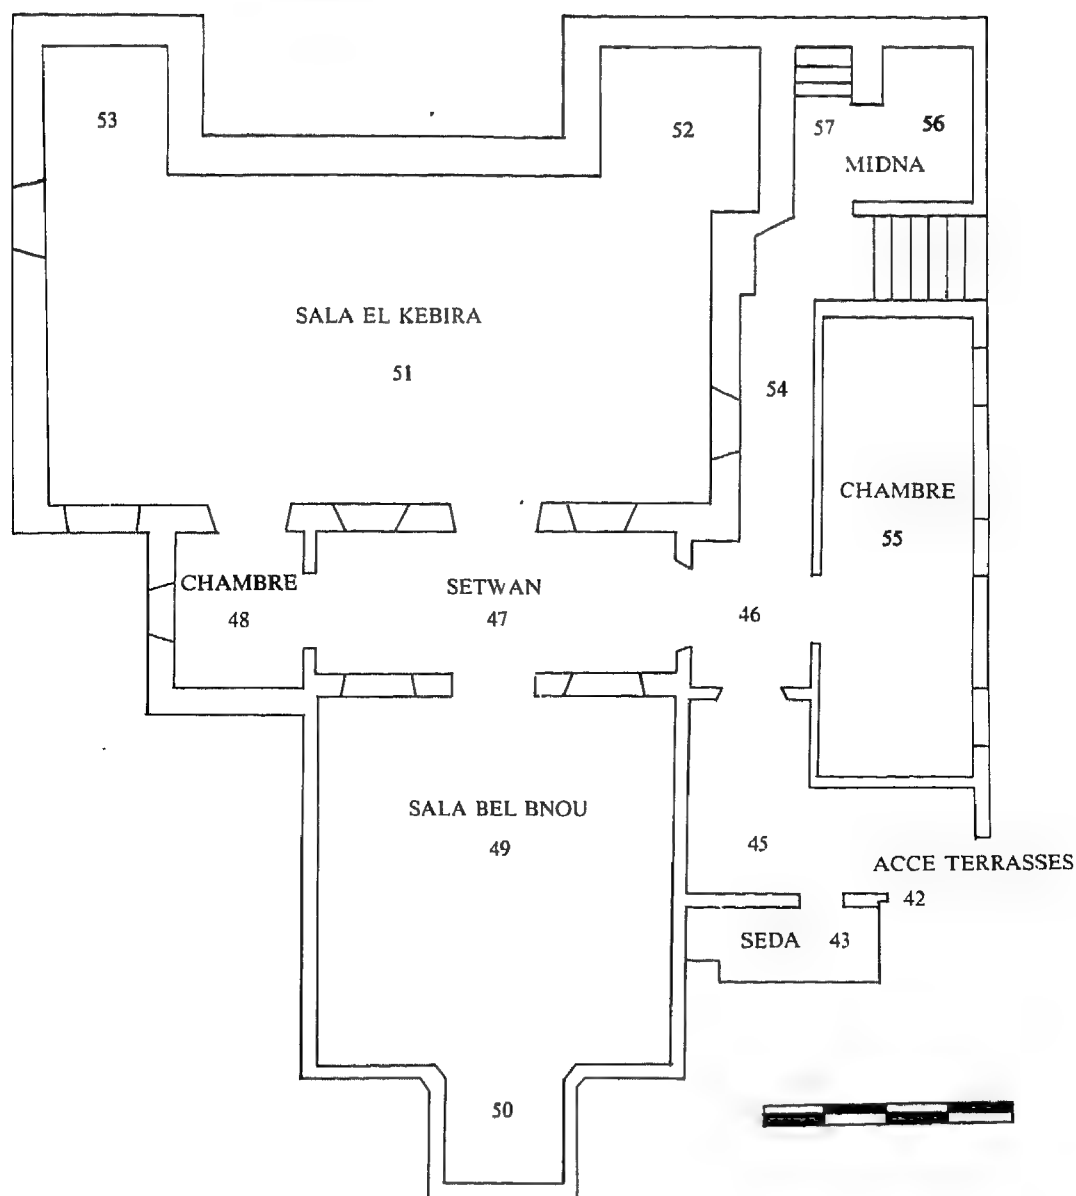 53
52
57
56
MIDNA
SALA EL KEBIRA
51
54
CHAMBRE
55
CHAMBRE
48
SETWAN
47
46
SALA BEL BNOU
49
45
ACCE TERRASSES
42
SEDA 43
50